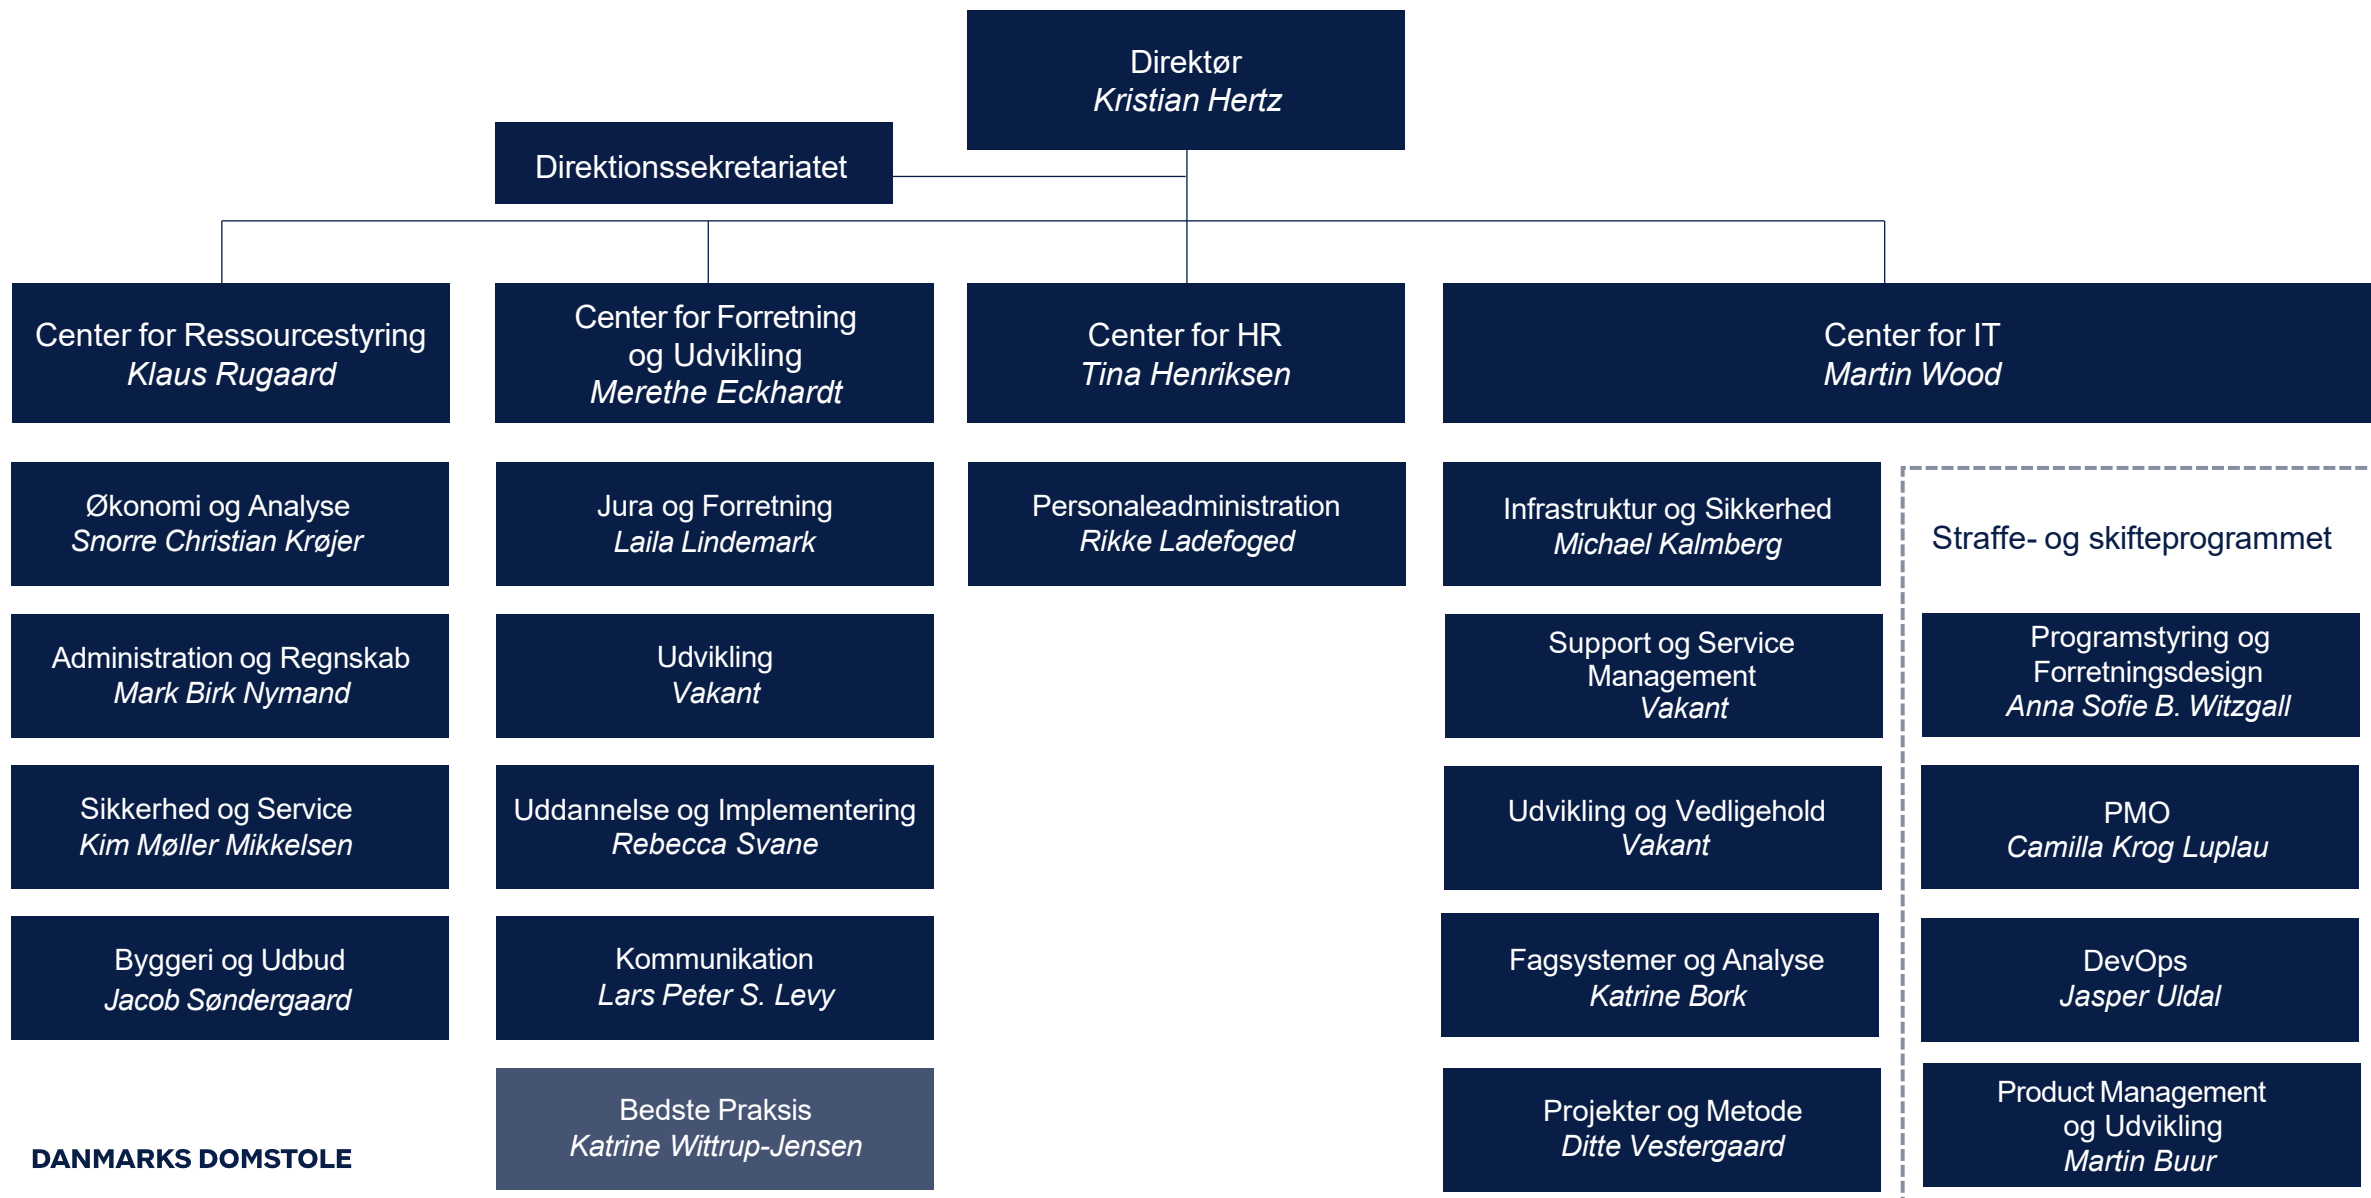 Direktør
Kristian Hertz
Direktionssekretariatet
Center for Ressourcestyring
Klaus Rugaard
Center for Forretning
og Udvikling
Merethe Eckhardt
Center for HR
Tina Henriksen
Center for IT
Martin Wood
Økonomi og Analyse
Snorre Christian Krøjer
Administration og Regnskab
Mark Birk Nymand
Sikkerhed og Service
Kim Møller Mikkelsen
Byggeri og Udbud
Jacob Søndergaard
Jura og Forretning
Laila Lindemark
Udvikling
Vakant
Uddannelse og Implementering
Rebecca Svane
Kommunikation
Lars Peter S. Levy
Bedste Praksis
Katrine Wittrup-Jensen
Personaleadministration
Rikke Ladefoged
Infrastruktur og Sikkerhed
Michael Kalmberg
Support og Service
Management
Vakant
Udvikling og Vedligehold
Vakant
Fagsystemer og Analyse
Katrine Bork
Projekter og Metode
Ditte Vestergaard
Straffe- og skifteprogrammet
Programstyring og
Forretningsdesign
Anna Sofie B. Witzgall
PMO
Camilla Krog Luplau
DevOps
Jasper Uldal
Product Management
og Udvikling
Martin Buur
DANMARKS DOMSTOLE